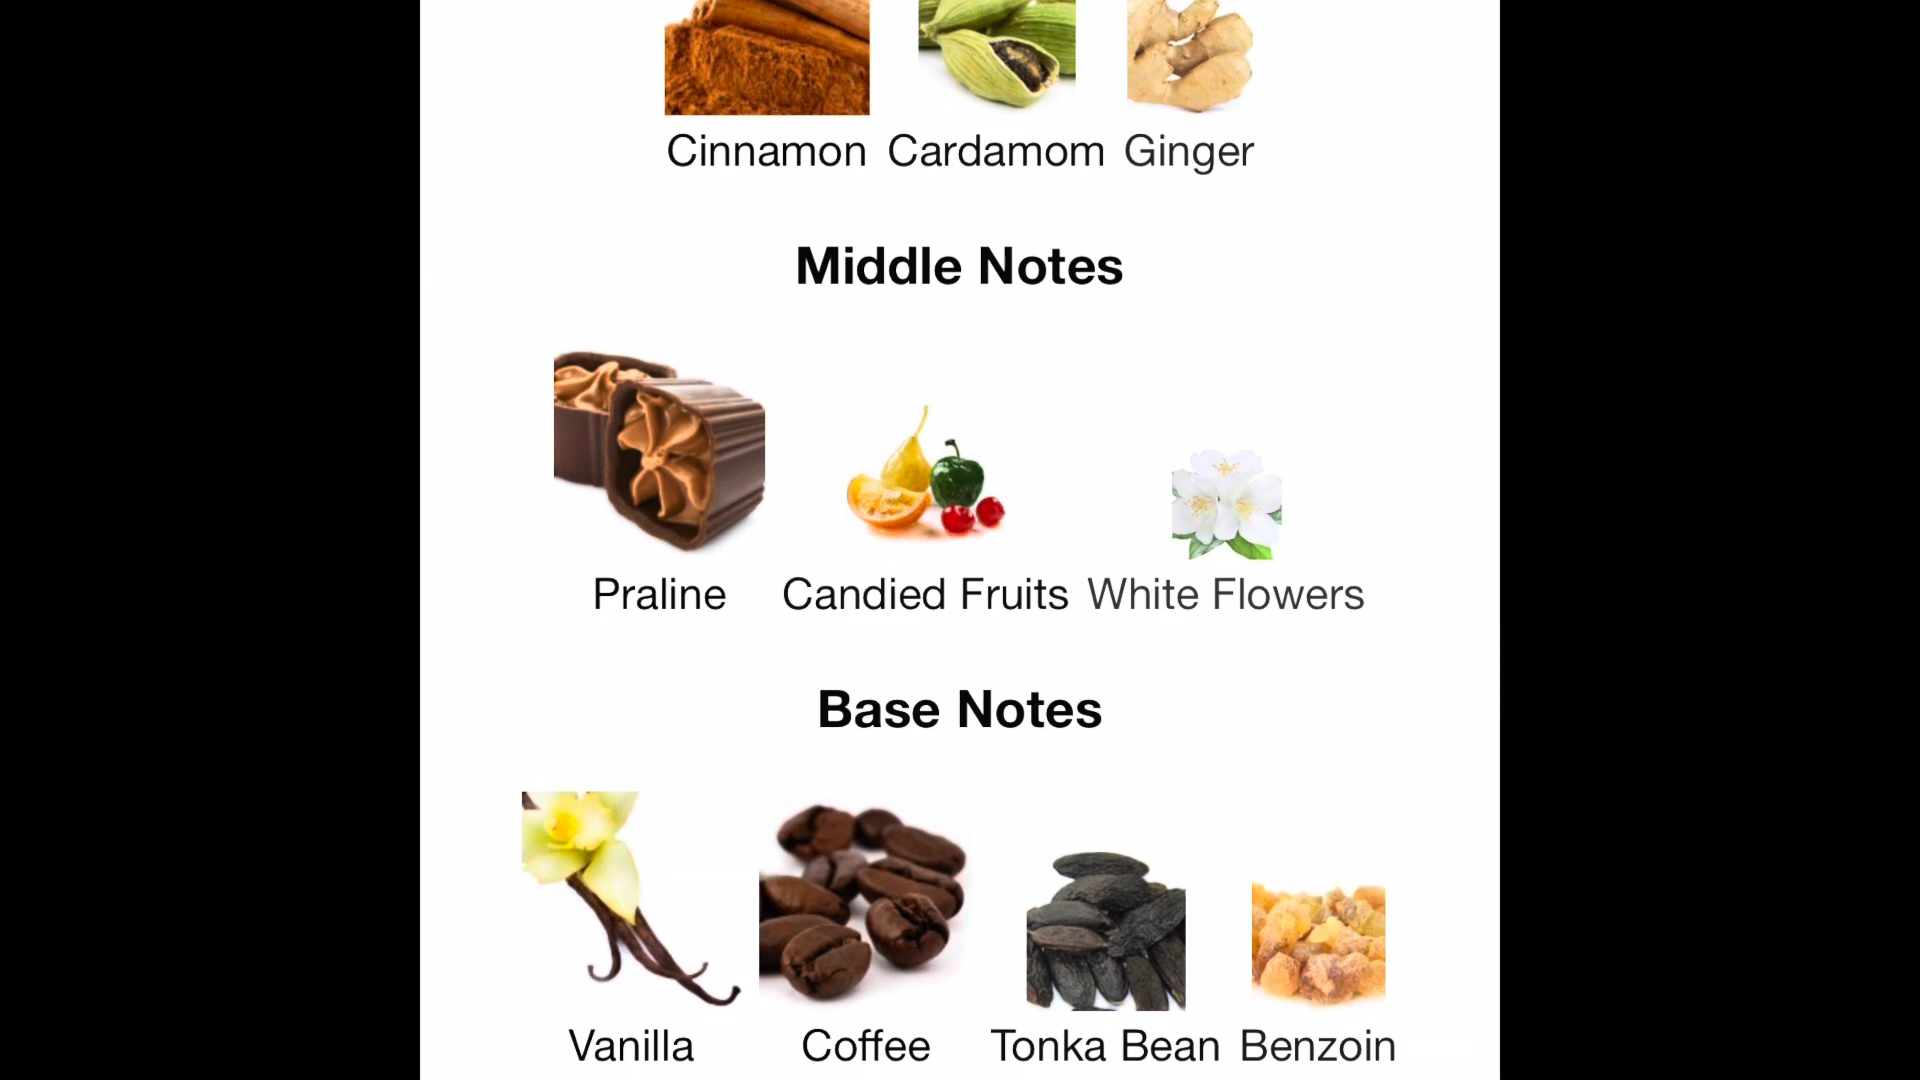 Cinnamon Cardamom Ginger
Middle Notes
Praline Candied Fruits White Flowers
Base Notes
Vanilla Coffee Tonka Bean Benzoin